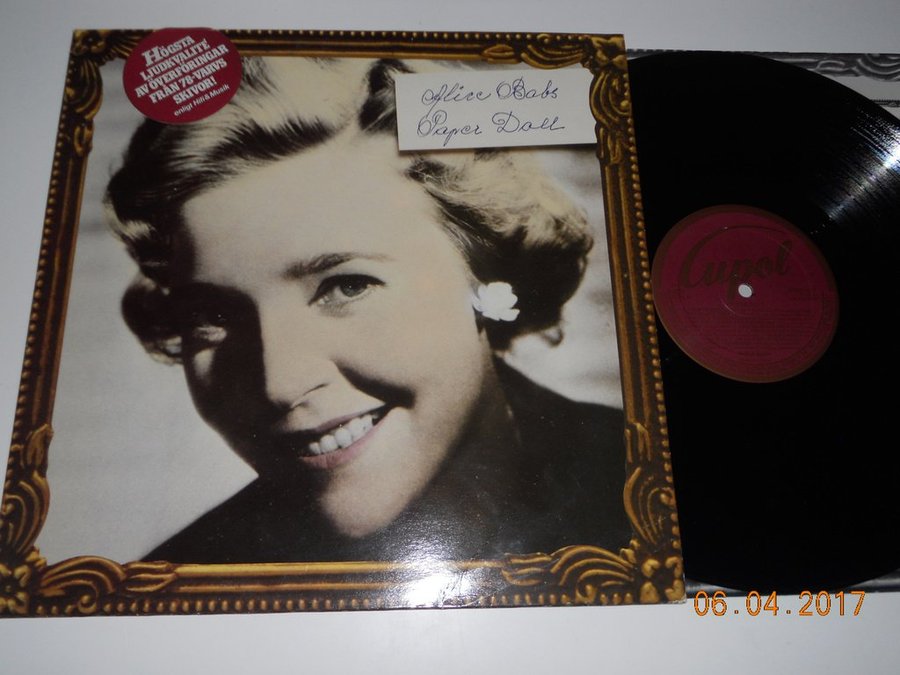 HÖGSTA
LJUDKVALITÉ
AV ÖVERFÖRINGAR
FRÅN 78-VARVS
SKIVOR!
enligt Hifi & Musik
Alice Babs
Paper Doll
Cupol
06.04.2017